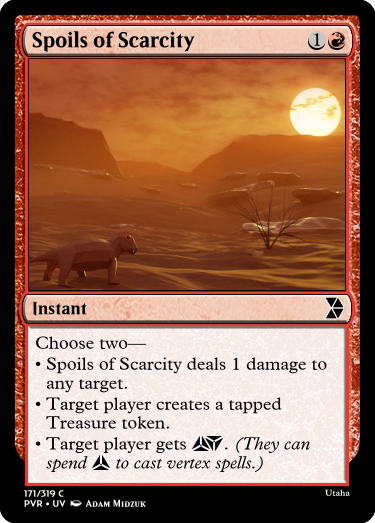 Spoils of Scarcity 1
Instant
Choose two—
• Spoils of Scarcity deals 1 damage to
any target.
• Target player creates a tapped
Treasure token.
• Target player gets . (They can
spend to cast vertex spells.)
171/319 C
PVR • UV Adam Midzuk
Utaha